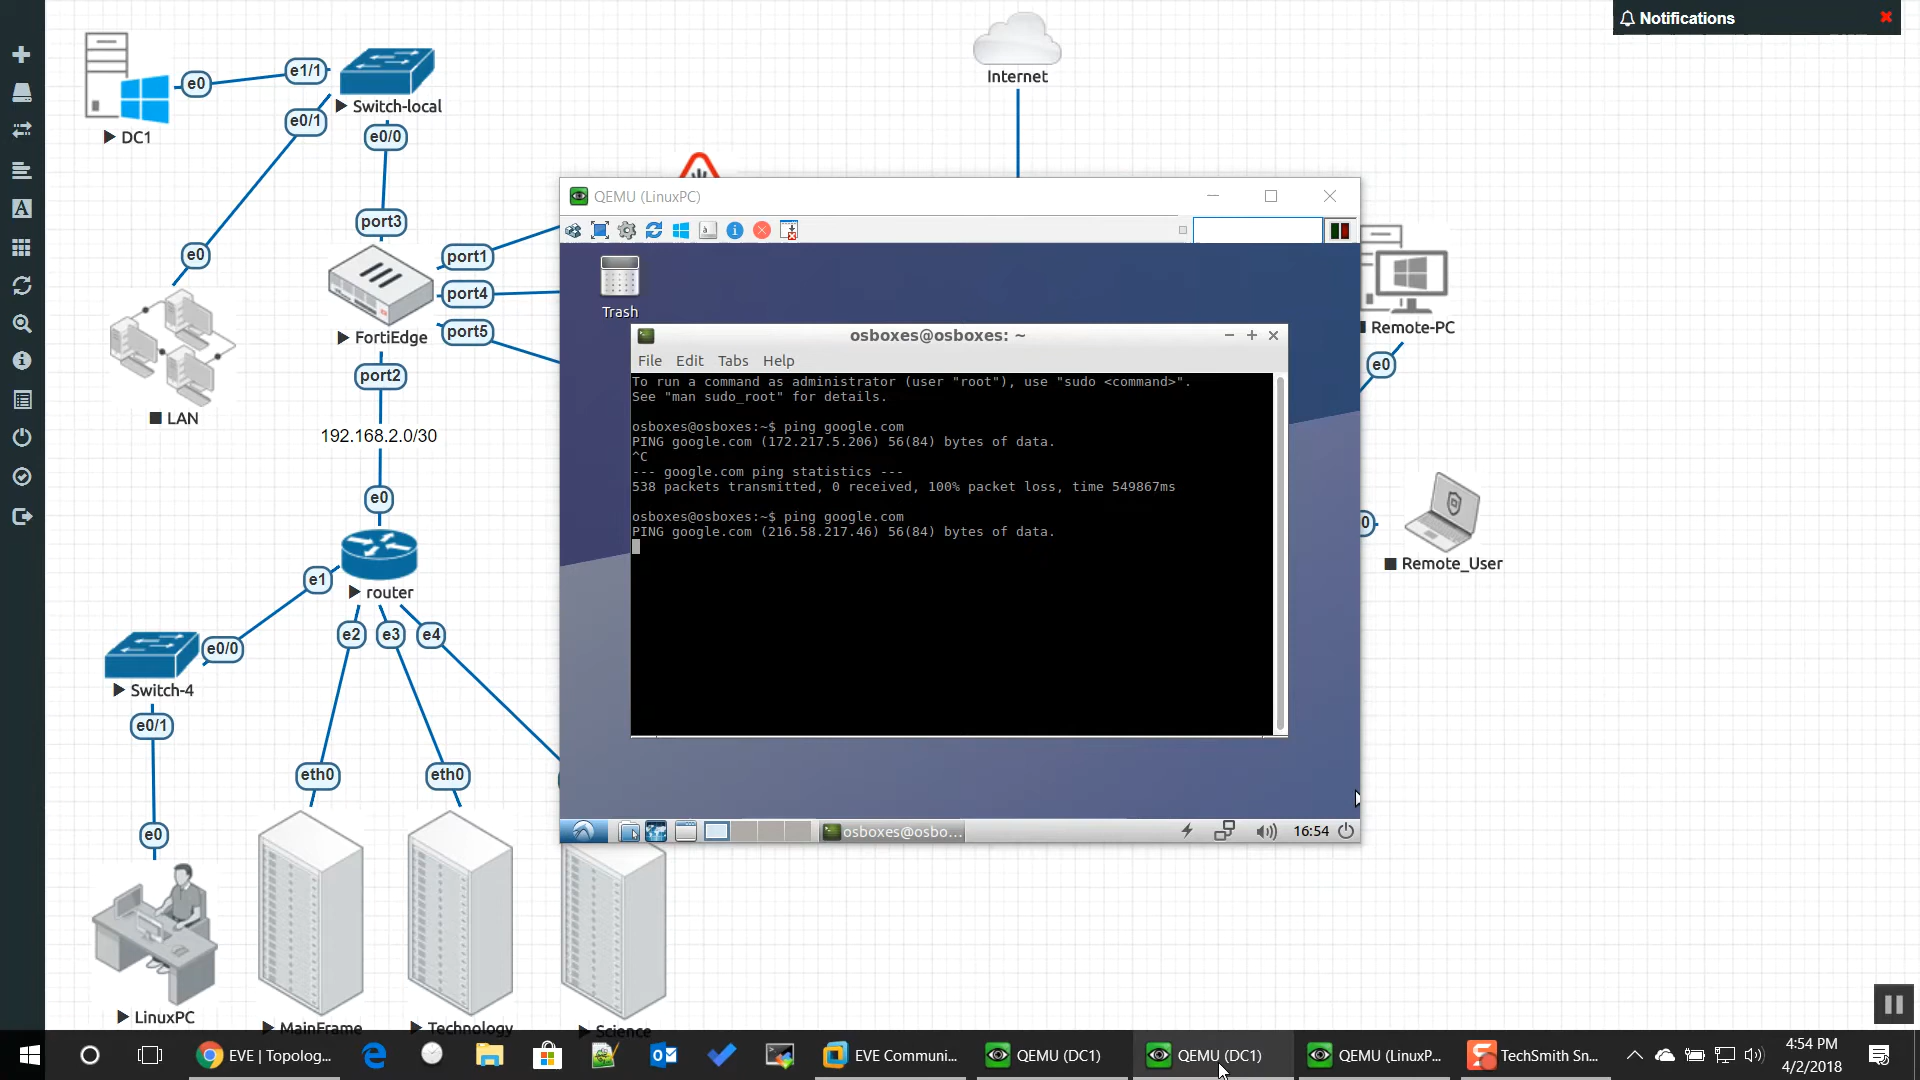 Notifications
Internet
e0
e1/1
Switch-local
DC1
e0/1
e0/0
port3
e0
port1
port4
port5
FortiEdge
LAN
port2
192.168.2.0/30
e0
router
e1
e2
e3
e4
e0/0
Switch-4
e0/1
eth0
eth0
e0
LinuxPC
MainFrame
Technology
Science
Remote-PC
e0
Remote_User
QEMU (LinuxPC)
Trash
osboxes@osboxes: ~
File Edit Tabs Help
To run a command as administrator (user "root"), use "sudo <command>".
See "man sudo_root" for details.
osboxes@osboxes:~$ ping google.com
PING google.com (172.217.5.206) 56(84) bytes of data.
^C
--- google.com ping statistics ---
538 packets transmitted, 0 received, 100% packet loss, time 549867ms
osboxes@osboxes:~$ ping google.com
PING google.com (216.58.217.46) 56(84) bytes of data.
osboxes@osbo...
16:54
EVE | Topolog...
EVE Communi...
QEMU (DC1)
QEMU (DC1)
QEMU (LinuxP...
TechSmith Sn...
4:54 PM
4/2/2018